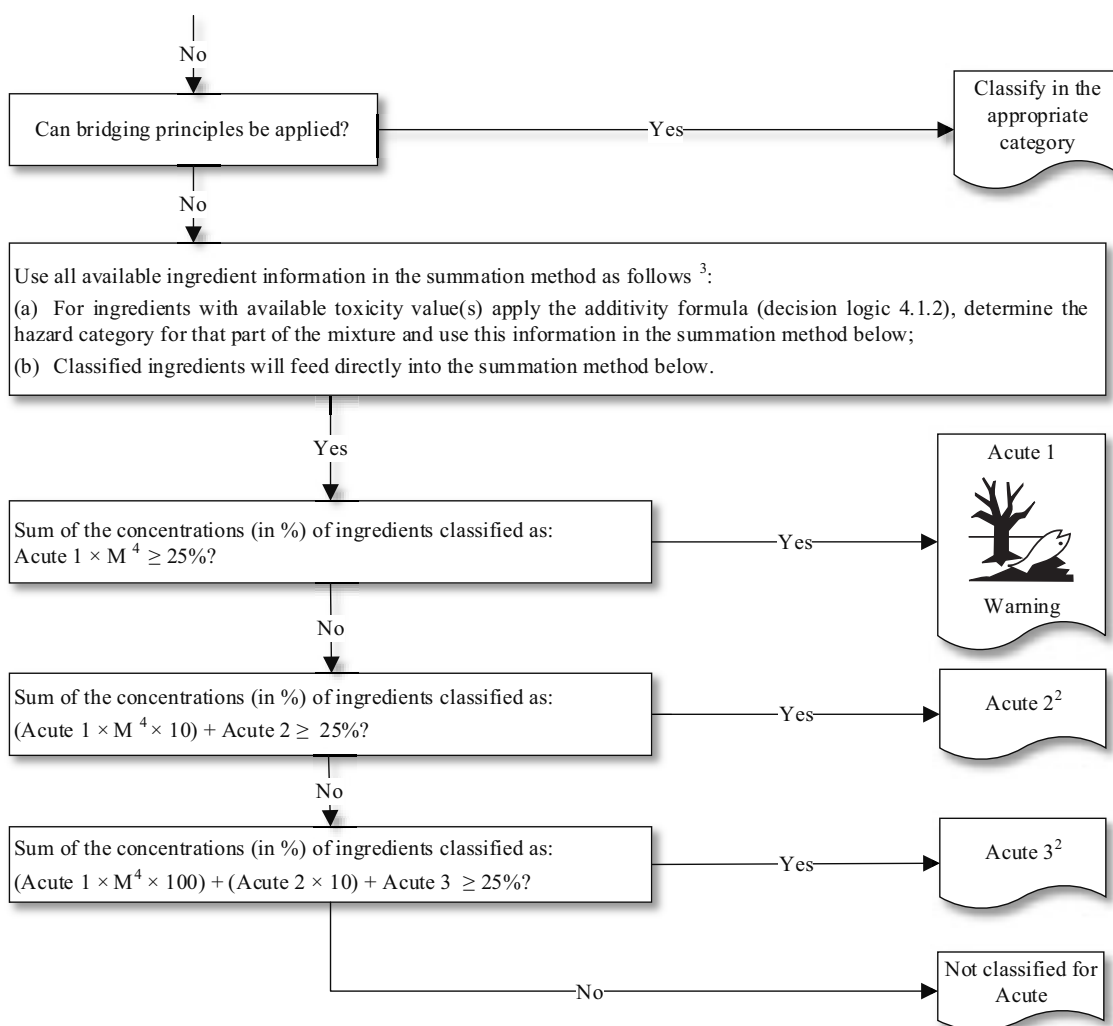 No
Can bridging principles be applied?
Yes
Classify in the
appropriate
category
No
Use all available ingredient information in the summation method as follows 3:
(a) For ingredients with available toxicity value(s) apply the additivity formula (decision logic 4.1.2), determine the
hazard category for that part of the mixture and use this information in the summation method below;
(b) Classified ingredients will feed directly into the summation method below.
Yes
Sum of the concentrations (in %) of ingredients classified as:
Acute 1 × M 4 ≥ 25%?
Yes
Acute 1
Warning
No
Sum of the concentrations (in %) of ingredients classified as:
(Acute 1 × M 4 × 10) + Acute 2 ≥ 25%?
Yes
Acute 2²
No
Sum of the concentrations (in %) of ingredients classified as:
(Acute 1 × M⁴ × 100) + (Acute 2 × 10) + Acute 3 ≥ 25%?
Yes
Acute 3²
No
Not classified for
Acute